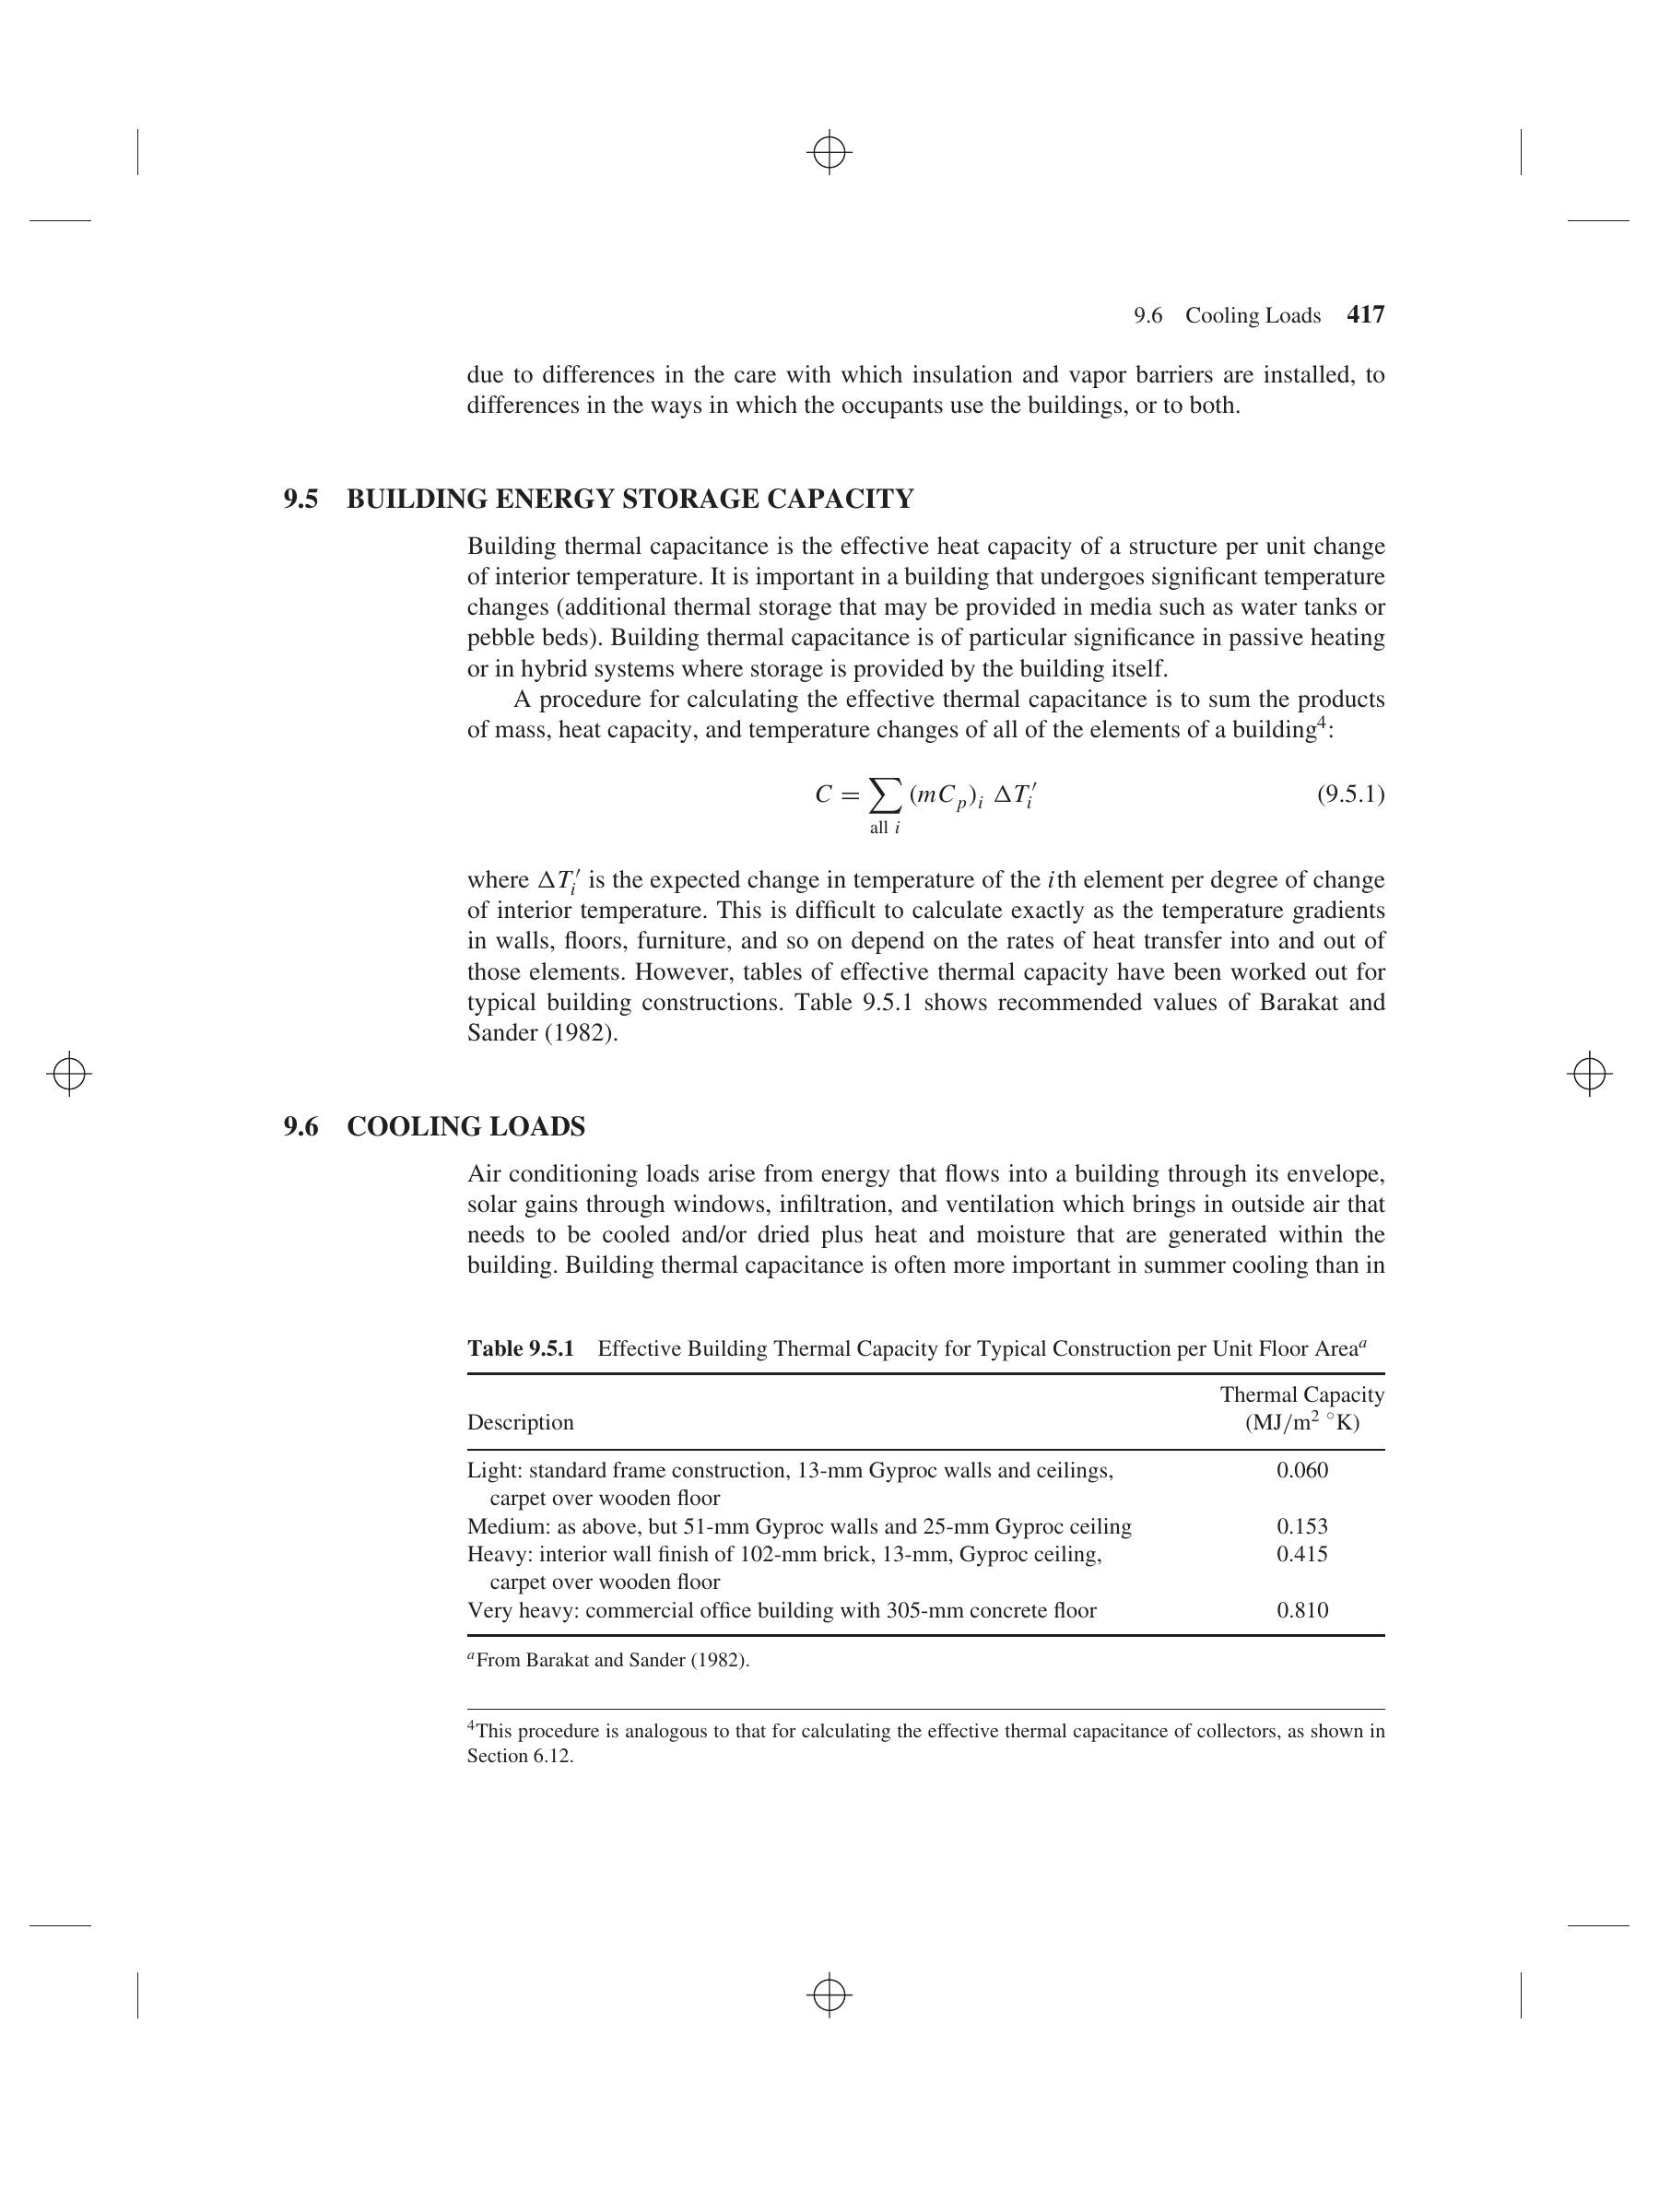 9.6 Cooling Loads 417
due to differences in the care with which insulation and vapor barriers are installed, to
differences in the ways in which the occupants use the buildings, or to both.
9.5 BUILDING ENERGY STORAGE CAPACITY
Building thermal capacitance is the effective heat capacity of a structure per unit change
of interior temperature. It is important in a building that undergoes significant temperature
changes (additional thermal storage that may be provided in media such as water tanks or
pebble beds). Building thermal capacitance is of particular significance in passive heating
or in hybrid systems where storage is provided by the building itself.
A procedure for calculating the effective thermal capacitance is to sum the products
of mass, heat capacity, and temperature changes of all of the elements of a building⁴:
C = ∑ (mCₚ)ᵢ ΔTᵢ′ (9.5.1)
all i
where ΔTᵢ′ is the expected change in temperature of the ith element per degree of change
of interior temperature. This is difficult to calculate exactly as the temperature gradients
in walls, floors, furniture, and so on depend on the rates of heat transfer into and out of
those elements. However, tables of effective thermal capacity have been worked out for
typical building constructions. Table 9.5.1 shows recommended values of Barakat and
Sander (1982).
9.6 COOLING LOADS
Air conditioning loads arise from energy that flows into a building through its envelope,
solar gains through windows, infiltration, and ventilation which brings in outside air that
needs to be cooled and/or dried plus heat and moisture that are generated within the
building. Building thermal capacitance is often more important in summer cooling than in
Table 9.5.1 Effective Building Thermal Capacity for Typical Construction per Unit Floor Areaᵃ
Thermal Capacity
Description (MJ/m² °K)
Light: standard frame construction, 13-mm Gyproc walls and ceilings, 0.060
carpet over wooden floor
Medium: as above, but 51-mm Gyproc walls and 25-mm Gyproc ceiling 0.153
Heavy: interior wall finish of 102-mm brick, 13-mm, Gyproc ceiling, 0.415
carpet over wooden floor
Very heavy: commercial office building with 305-mm concrete floor 0.810
ᵃFrom Barakat and Sander (1982).
⁴This procedure is analogous to that for calculating the effective thermal capacitance of collectors, as shown in
Section 6.12.